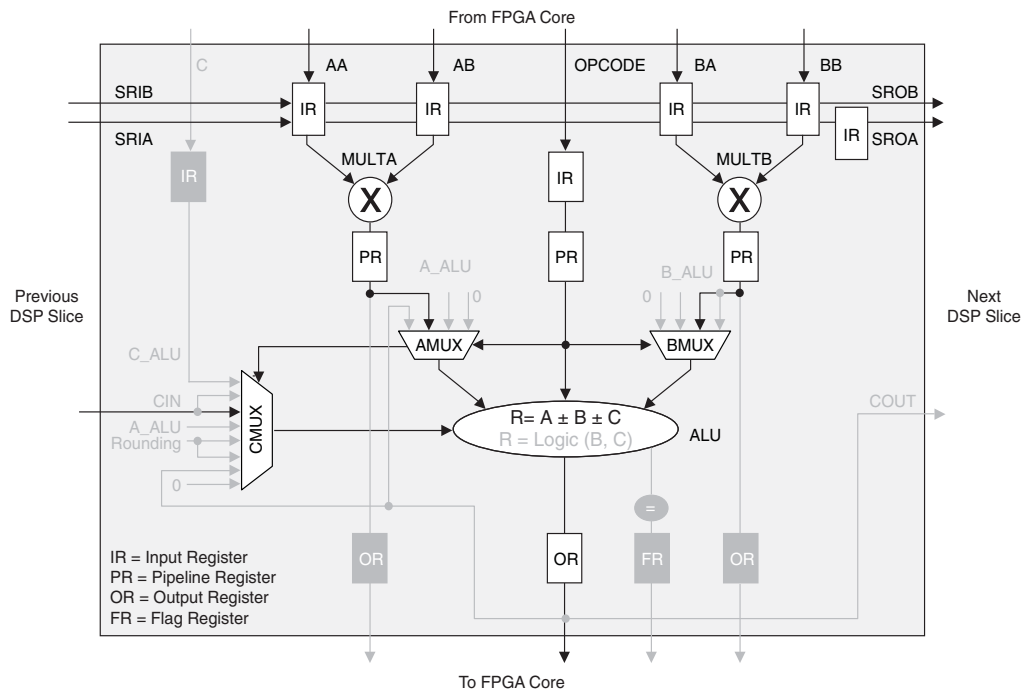 From FPGA Core
C
AA
AB
OPCODE
BA
BB
SRIB
SROB
IR
IR
IR
IR
IR
SRIA
SROA
MULTA
MULTB
IR
IR
X
X
PR
PR
PR
A_ALU
B_ALU
0
0
Previous
DSP Slice
Next
DSP Slice
AMUX
BMUX
C_ALU
CIN
COUT
A_ALU
Rounding
0
CMUX
R= A ± B ± C
R = Logic (B, C)
ALU
=
OR
OR
FR
OR
IR = Input Register
PR = Pipeline Register
OR = Output Register
FR = Flag Register
To FPGA Core